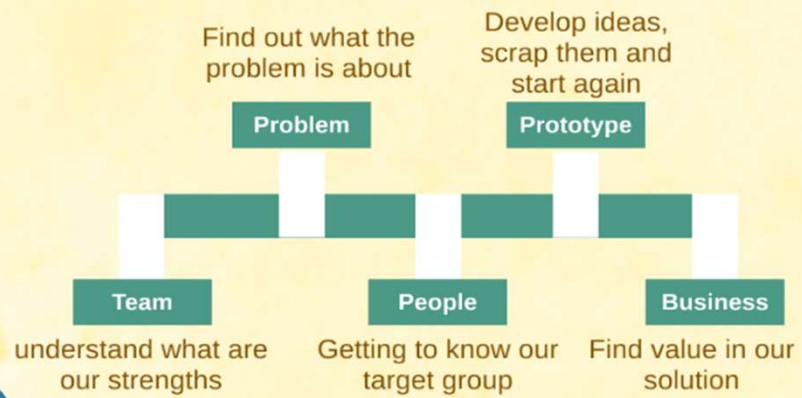 Find out what the
problem is about
Develop ideas,
scrap them and
start again
Problem
Prototype
Team
People
Business
understand what are
our strengths
Getting to know our
target group
Find value in our
solution